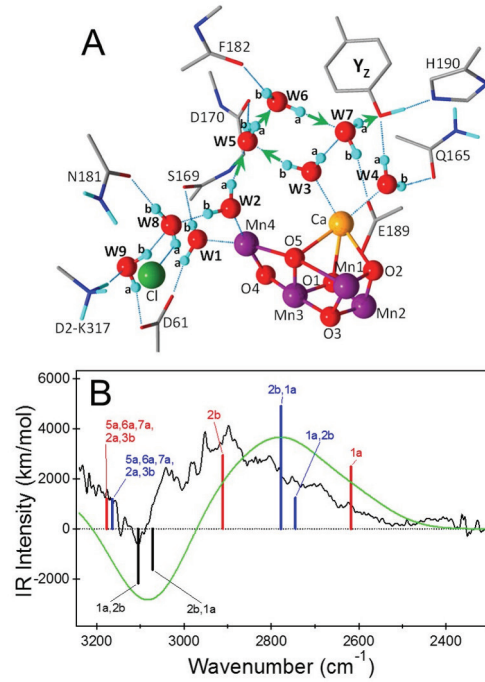 A
F182
H190
YZ
W6
b
a
D170
W7
a
b
W5
b
a
a
b
Q165
N181
S169
b
W3
a
W4
b
a
W2
b
W8
a
b
W1
a
Ca
E189
W9
b
a
Cl
Mn4
O5
O2
O4
O1
Mn1
Mn3
Mn2
O3
D2-K317
D61
B
6000
4000
2000
0
-2000
IR Intensity (km/mol)
5a,6a,7a,
2a,3b
5a,6a,7a,
2a,3b
2b
2b,1a
1a,2b
1a
1a,2b
2b,1a
3200
3000
2800
2600
2400
Wavenumber (cm-1)